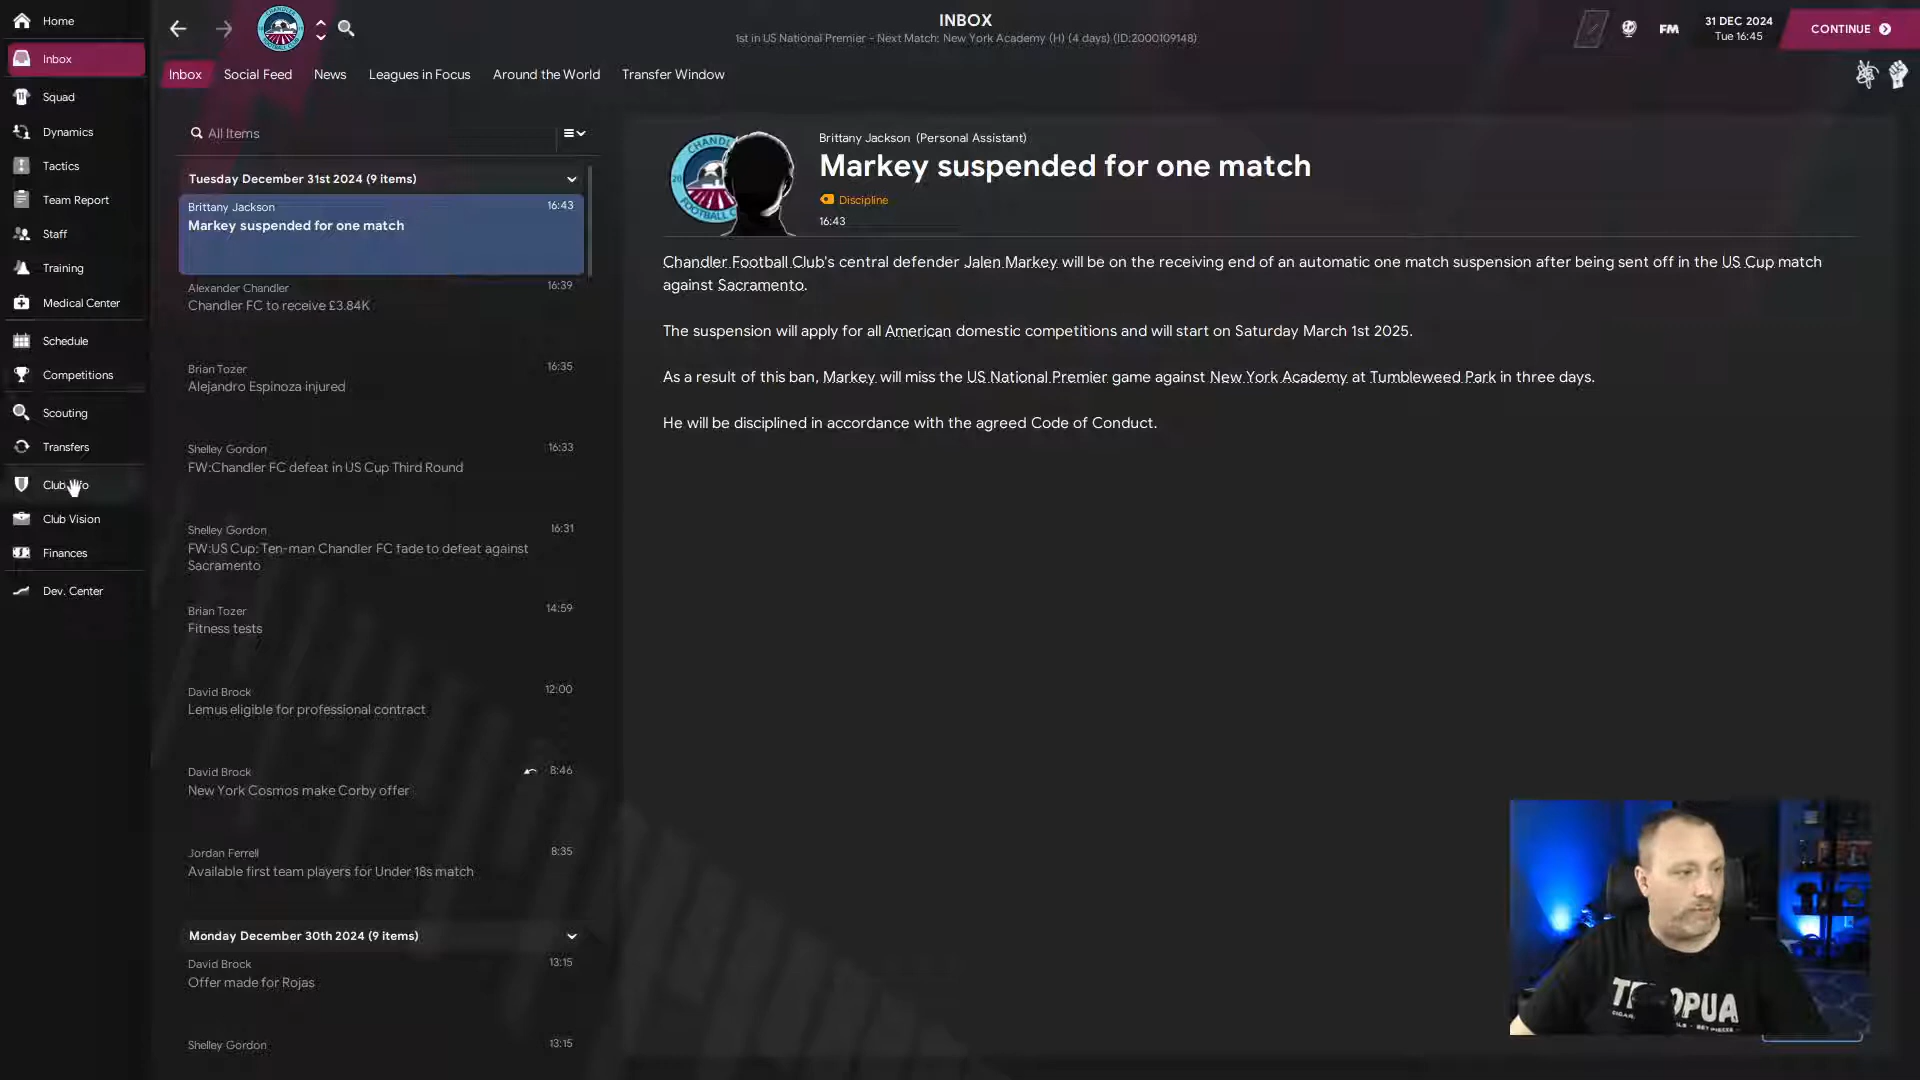 Home
Inbox
Squad
Dynamics
Tactics
Team Report
Staff
Training
Medical Center
Schedule
Competitions
Scouting
Transfers
Club
Club Vision
Finances
Dev. Center
INBOX
1st in US National Premier - Next Match: New York Academy (H) (4 days) (ID:2000109148)
FM
31 DEC 2024
Tue 16:45
CONTINUE
Inbox
Social Feed
News
Leagues in Focus
Around the World
Transfer Window
All Items
Tuesday December 31st 2024 (9 items)
Brittany Jackson 16:43
Markey suspended for one match
Alexander Chandler 16:39
Chandler FC to receive £3.84K
Brian Tozer 16:35
Alejandro Espinoza injured
Shelley Gordon 16:33
FW:Chandler FC defeat in US Cup Third Round
Shelley Gordon 16:31
FW:US Cup: Ten-man Chandler FC fade to defeat against
Sacramento
Brian Tozer 14:59
Fitness tests
David Brock 12:00
Lemus eligible for professional contract
David Brock 8:46
New York Cosmos make Corby offer
Jordan Ferrell 8:35
Available first team players for Under 18s match
Monday December 30th 2024 (9 items)
David Brock 13:15
Offer made for Rojas
Shelley Gordon 13:15
Brittany Jackson (Personal Assistant)
Markey suspended for one match
Discipline
16:43
Chandler Football Club's central defender Jalen Markey will be on the receiving end of an automatic one match suspension after being sent off in the US Cup match
against Sacramento.
The suspension will apply for all American domestic competitions and will start on Saturday March 1st 2025.
As a result of this ban, Markey will miss the US National Premier game against New York Academy at Tumbleweed Park in three days.
He will be disciplined in accordance with the agreed Code of Conduct.